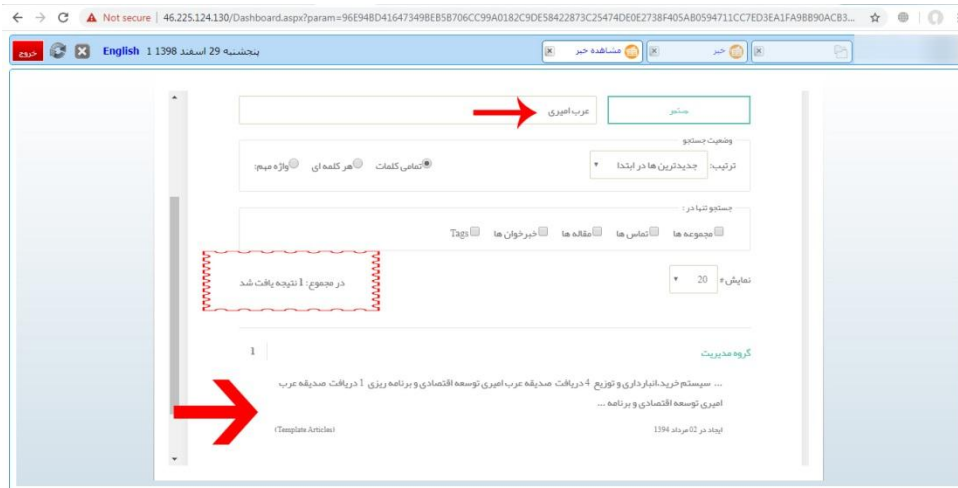 Not secure | 46.225.124.130/Dashboard.aspx?param=96E94BD41647349BEB5B706CC99A0182C9DE58422873C25474DE0E2738F405AB0594711CC7ED3EA1FA9BB90ACB3...
خبر
مشاهده خبر
پنجشنبه 29 اسفند 1398 1 English
خروج
جستجو
عرب امیری
وضعیت جستجو
ترتیب: جدیدترین ها در ابتدا
تمامی کلمات هر کلمه ای واژه مهم:
جستجو تنها در :
مجموعه ها تماس ها مقاله ها خبرخوان ها Tags
نمایش # 20
در مجموع: 1 نتیجه یافت شد
گروه مدیریت
1
... سیستم خرید،انبارداری و توزیع 4 دریافت صدیقه عرب امیری توسعه اقتصادی و برنامه ریزی 1 دریافت صدیقه عرب
امیری توسعه اقتصادی و برنامه ...
ایجاد در 02 مرداد 1394
(Template Articles)